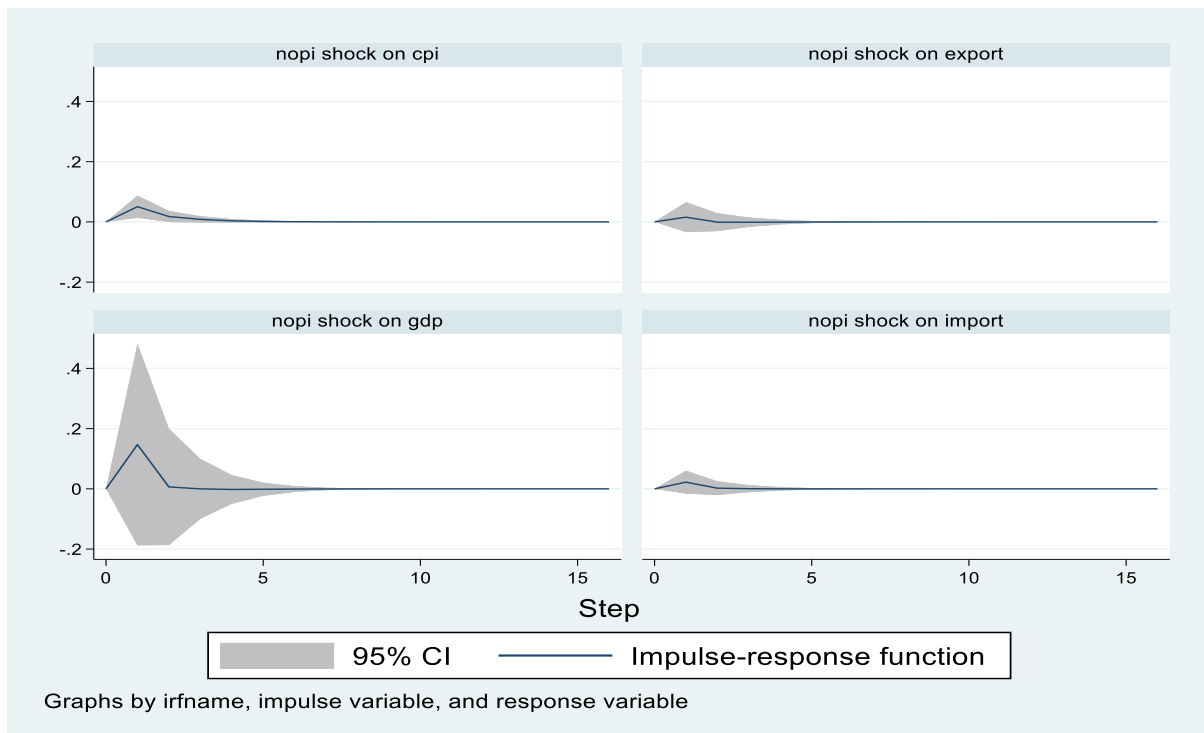 nopi shock on cpi
nopi shock on export
.4
.2
0
-.2
nopi shock on gdp
nopi shock on import
.4
.2
0
-.2
0 5 10 15
0 5 10 15
Step
95% CI
Impulse-response function
Graphs by irfname, impulse variable, and response variable